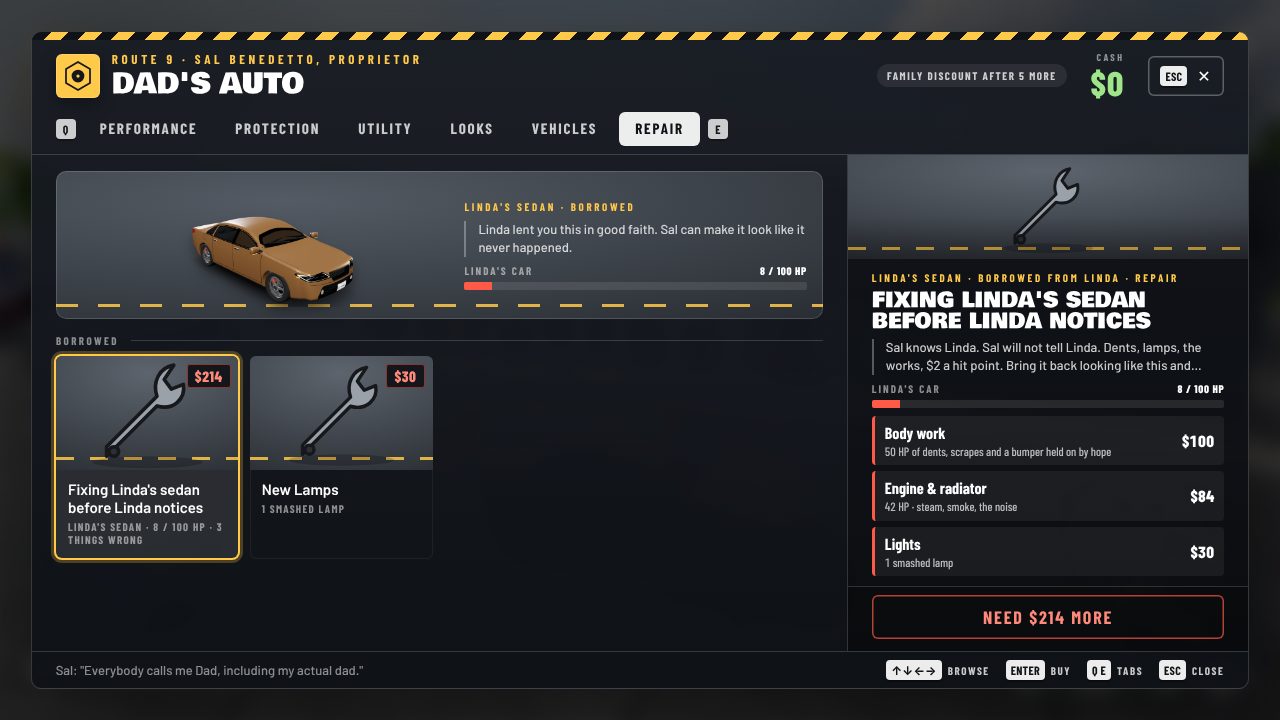 ROUTE 9 · SAL BENEDETTO, PROPRIETOR
DAD'S AUTO
FAMILY DISCOUNT AFTER 5 MORE
CASH
$0
ESC ×
Q PERFORMANCE PROTECTION UTILITY LOOKS VEHICLES REPAIR E
LINDA'S SEDAN · BORROWED
Linda lent you this in good faith. Sal can make it look like it
never happened.
LINDA'S CAR 8 / 100 HP
BORROWED
$214
Fixing Linda's sedan
before Linda notices
LINDA'S SEDAN · 8 / 100 HP · 3
THINGS WRONG
$30
New Lamps
1 SMASHED LAMP
LINDA'S SEDAN · BORROWED FROM LINDA · REPAIR
FIXING LINDA'S SEDAN
BEFORE LINDA NOTICES
Sal knows Linda. Sal will not tell Linda. Dents, lamps, the
works, $2 a hit point. Bring it back looking like this and...
LINDA'S CAR 8 / 100 HP
Body work $100
50 HP of dents, scrapes and a bumper held on by hope
Engine & radiator $84
42 HP · steam, smoke, the noise
Lights $30
1 smashed lamp
NEED $214 MORE
Sal: "Everybody calls me Dad, including my actual dad."
↑↓←→ BROWSE ENTER BUY Q E TABS ESC CLOSE